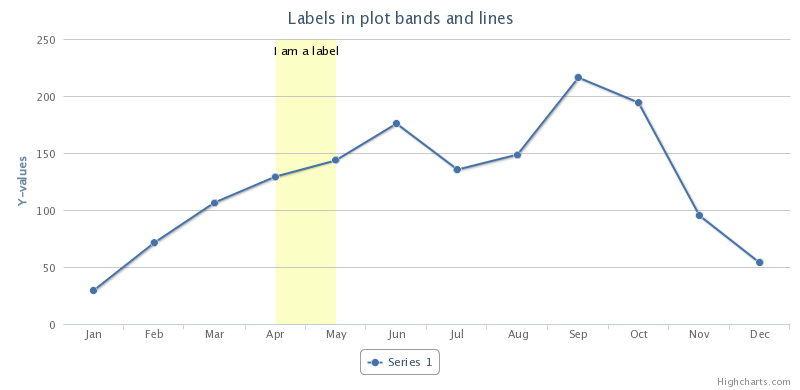 Labels in plot bands and lines
250
I am a label
200
150
100
50
0
Y-values
Jan Feb Mar Apr May Jun Jul Aug Sep Oct Nov Dec
Series 1
Highcharts.com